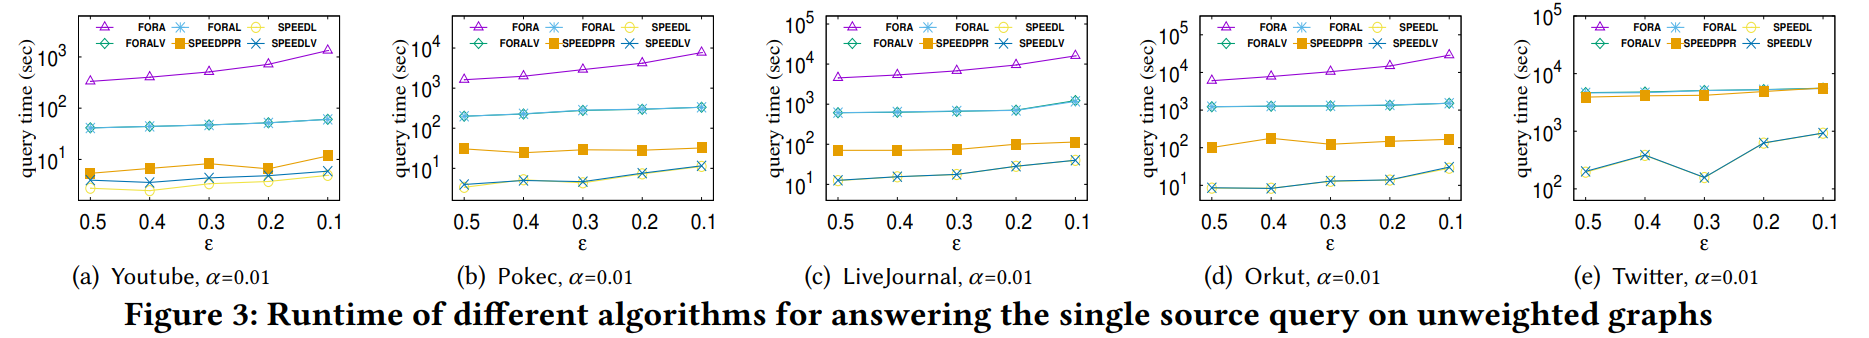 FORA FORAL SPEEDL
FORALV SPEEDPPR SPEEDLV
query time (sec)
10^3
10^2
10^1
0.5 0.4 0.3 0.2 0.1
ε
(a) Youtube, α=0.01
FORA FORAL SPEEDL
FORALV SPEEDPPR SPEEDLV
query time (sec)
10^4
10^3
10^2
10^1
0.5 0.4 0.3 0.2 0.1
ε
(b) Pokec, α=0.01
FORA FORAL SPEEDL
FORALV SPEEDPPR SPEEDLV
query time (sec)
10^5
10^4
10^3
10^2
10^1
0.5 0.4 0.3 0.2 0.1
ε
(c) LiveJournal, α=0.01
FORA FORAL SPEEDL
FORALV SPEEDPPR SPEEDLV
query time (sec)
10^5
10^4
10^3
10^2
10^1
0.5 0.4 0.3 0.2 0.1
ε
(d) Orkut, α=0.01
FORA FORAL SPEEDL
FORALV SPEEDPPR SPEEDLV
query time (sec)
10^5
10^4
10^3
10^2
0.5 0.4 0.3 0.2 0.1
ε
(e) Twitter, α=0.01
Figure 3: Runtime of different algorithms for answering the single source query on unweighted graphs